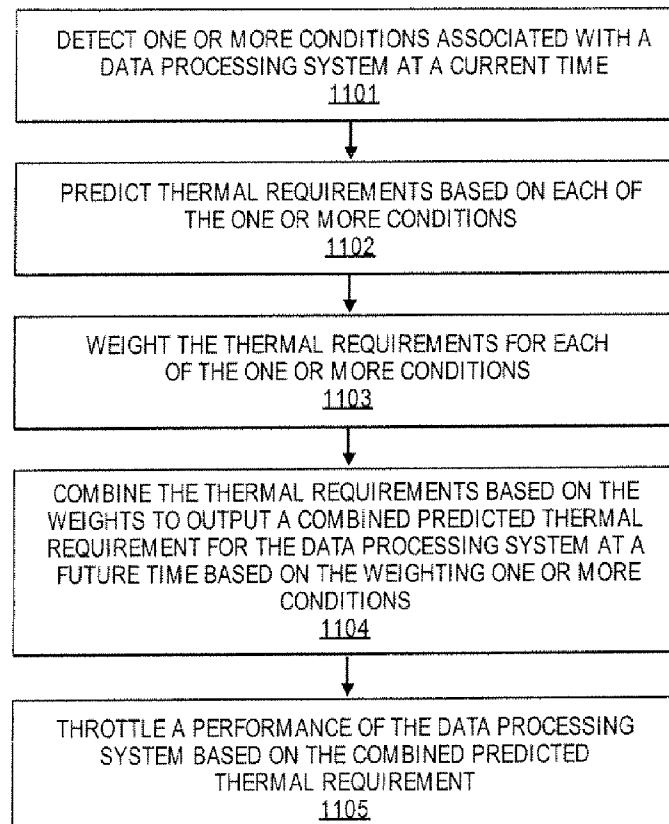 DETECT ONE OR MORE CONDITIONS ASSOCIATED WITH A
DATA PROCESSING SYSTEM AT A CURRENT TIME
1101
PREDICT THERMAL REQUIREMENTS BASED ON EACH OF
THE ONE OR MORE CONDITIONS
1102
WEIGHT THE THERMAL REQUIREMENTS FOR EACH
OF THE ONE OR MORE CONDITIONS
1103
COMBINE THE THERMAL REQUIREMENTS BASED ON THE
WEIGHTS TO OUTPUT A COMBINED PREDICTED THERMAL
REQUIREMENT FOR THE DATA PROCESSING SYSTEM AT A
FUTURE TIME BASED ON THE WEIGHTING ONE OR MORE
CONDITIONS
1104
THROTTLE A PERFORMANCE OF THE DATA PROCESSING
SYSTEM BASED ON THE COMBINED PREDICTED
THERMAL REQUIREMENT
1105